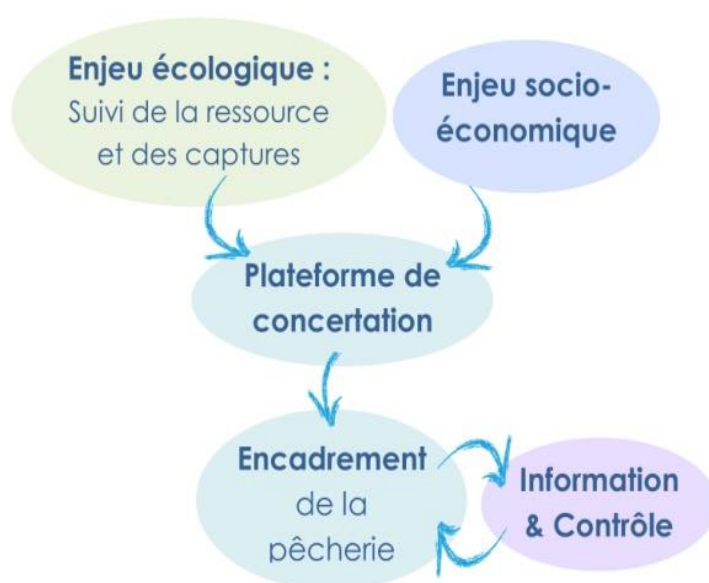 Enjeu écologique :
Suivi de la ressource
et des captures
Enjeu socio-
économique
Plateforme de
concertation
Encadrement
de la
pêcherie
Information
& Contrôle